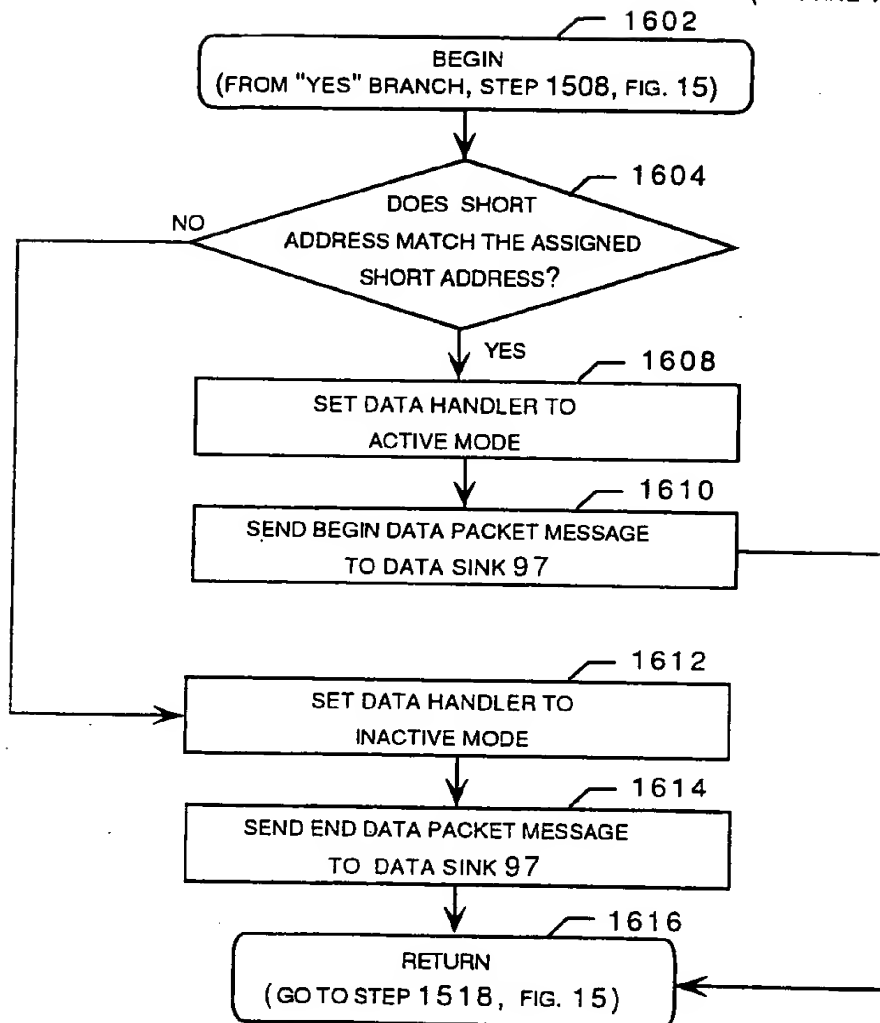 1602
BEGIN
(FROM "YES" BRANCH, STEP 1508, FIG. 15)
1604
DOES SHORT
ADDRESS MATCH THE ASSIGNED
SHORT ADDRESS?
NO
YES
1608
SET DATA HANDLER TO
ACTIVE MODE
1610
SEND BEGIN DATA PACKET MESSAGE
TO DATA SINK 97
1612
SET DATA HANDLER TO
INACTIVE MODE
1614
SEND END DATA PACKET MESSAGE
TO DATA SINK 97
1616
RETURN
(GO TO STEP 1518, FIG. 15)